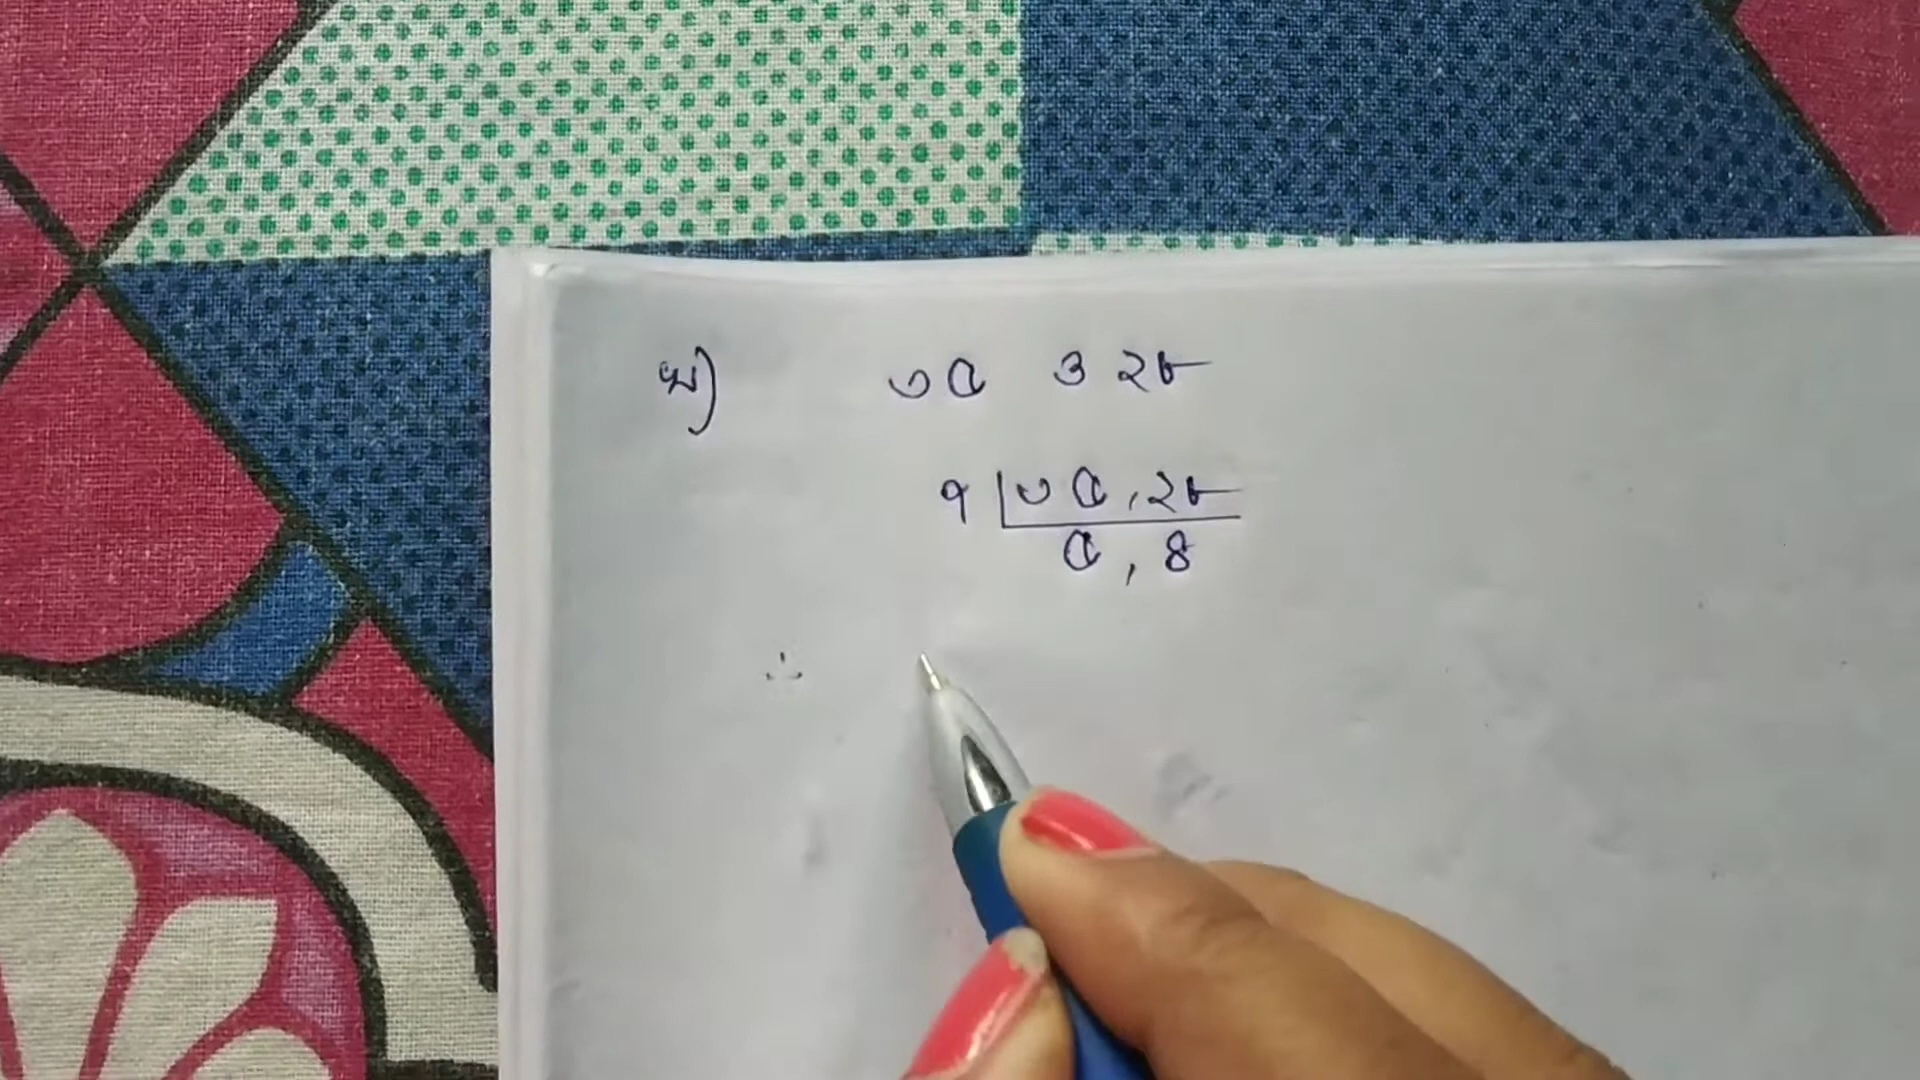 খ) ৩৫ ও ২৮
৭ | ৩৫, ২৮
৫, ৪
∴